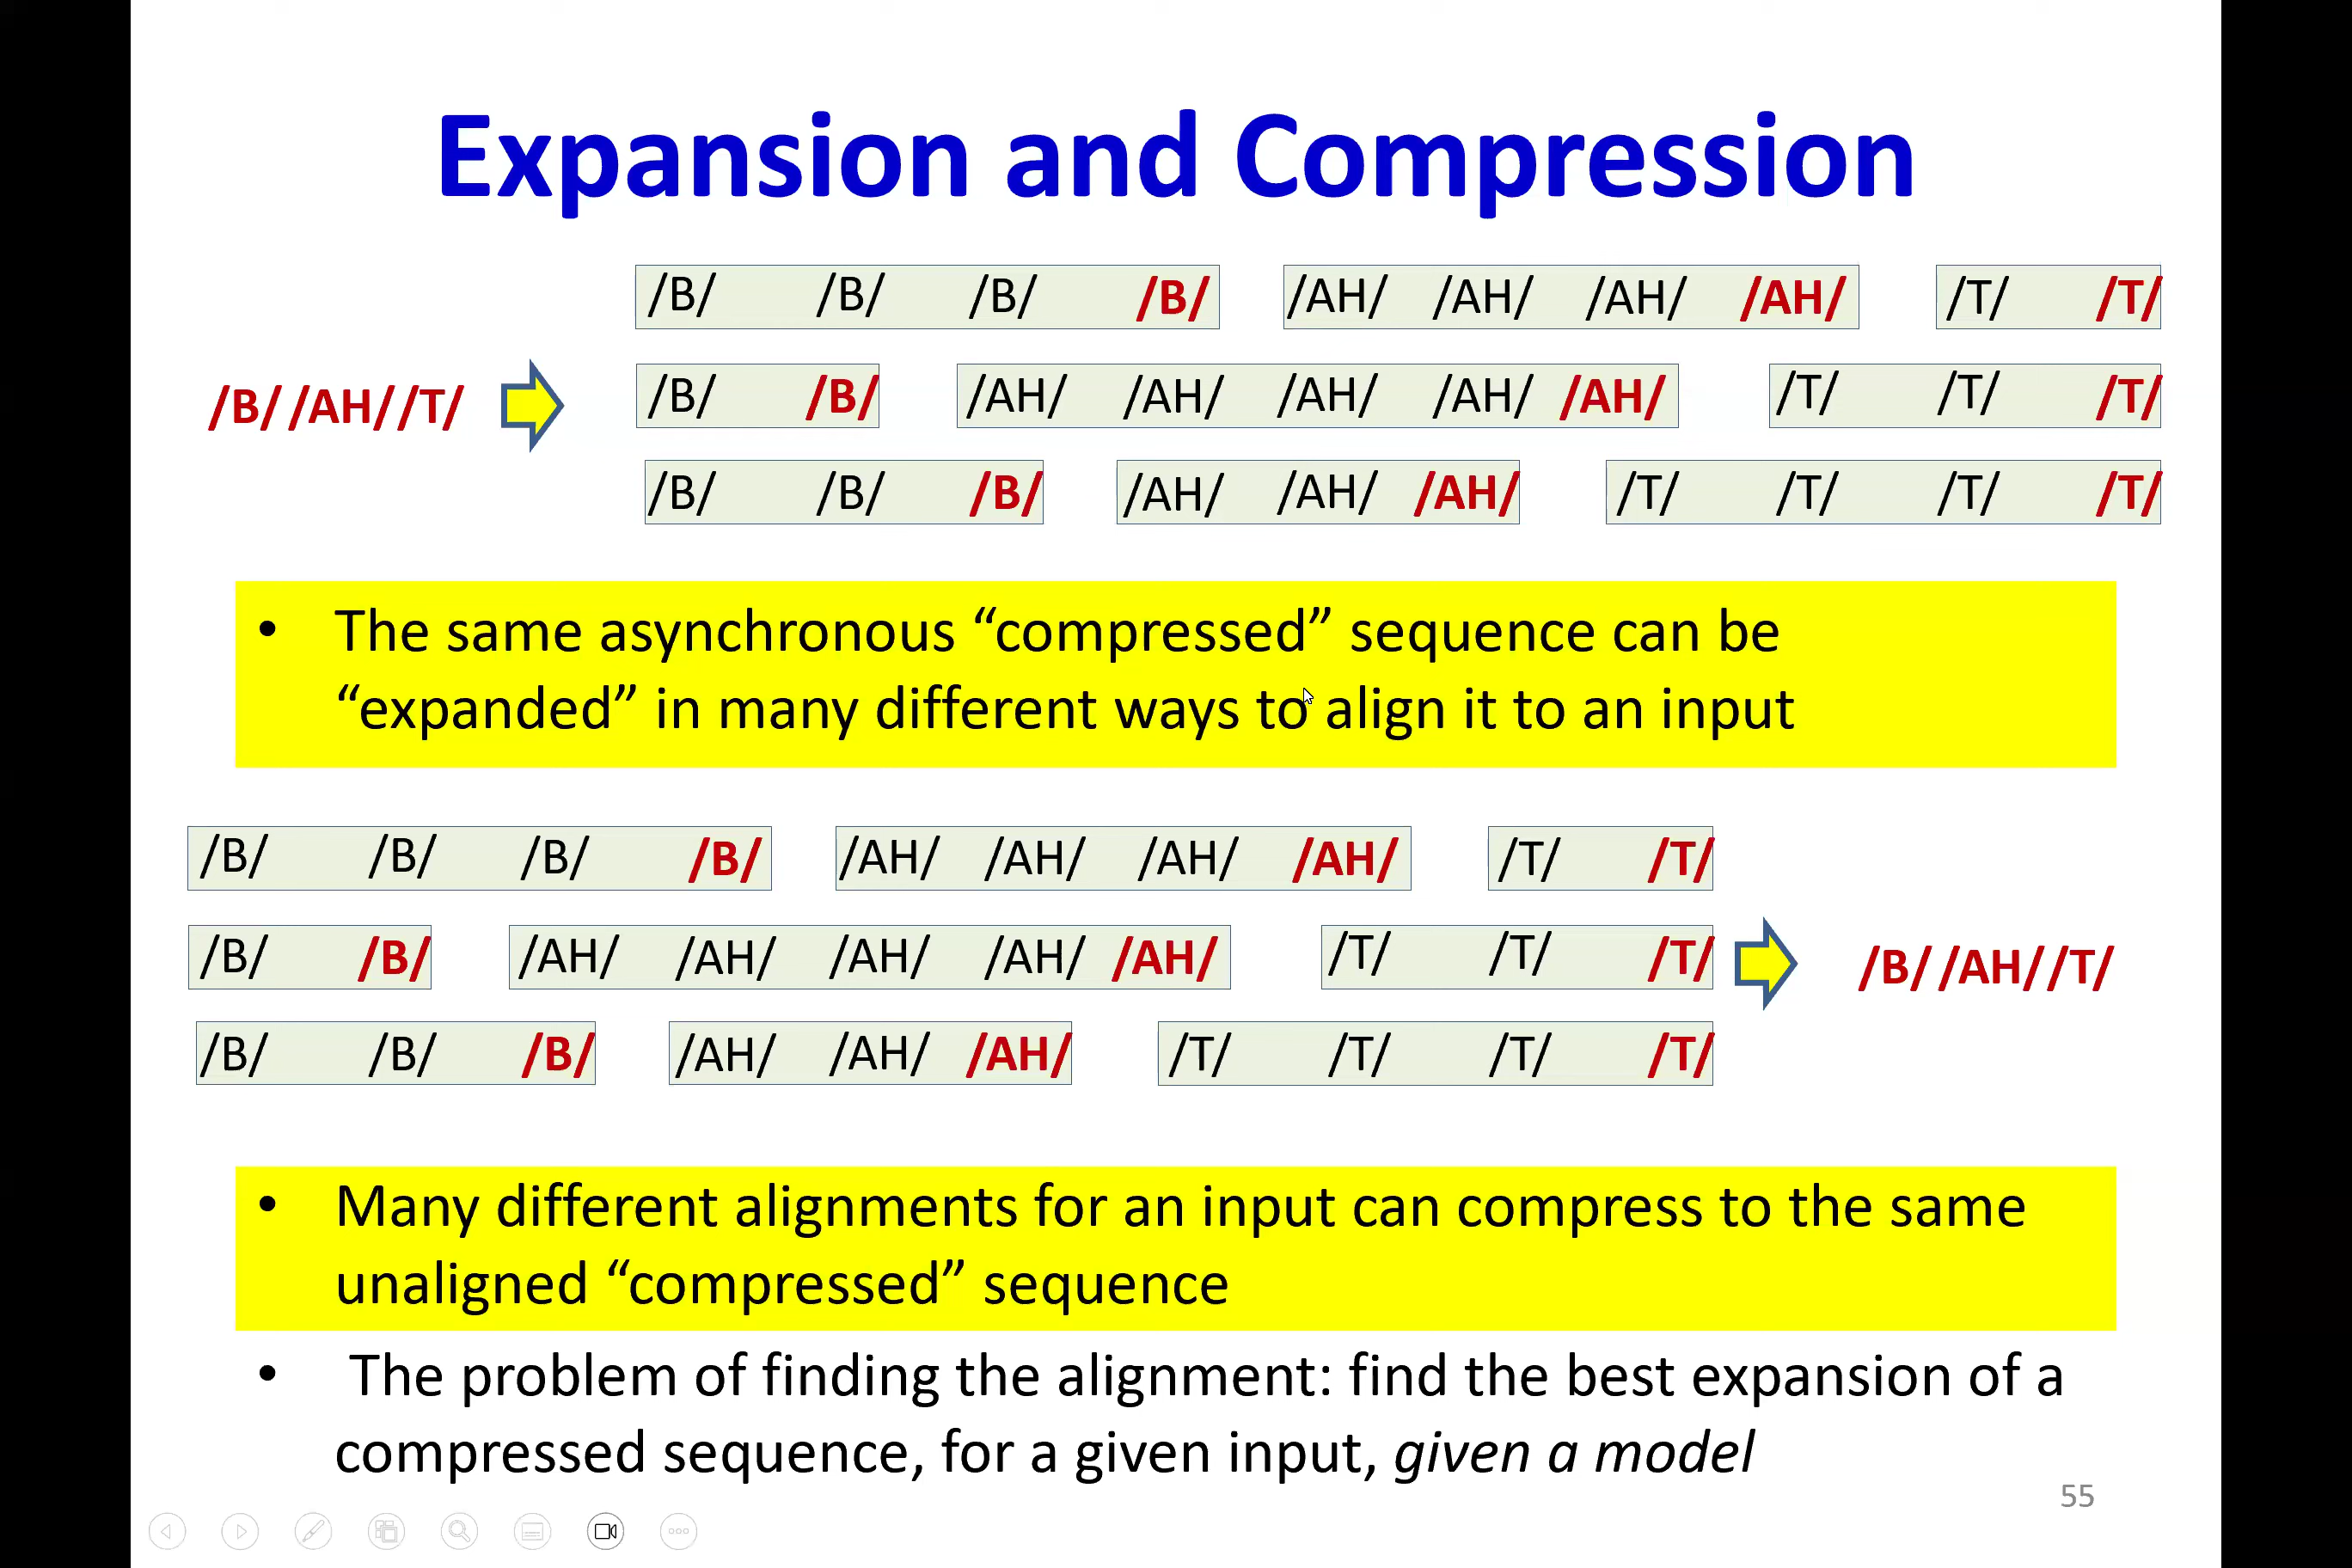 Expansion and Compression
/B/ /B/ /B/ /B/ /AH/ /AH/ /AH/ /AH/ /T/ /T/
/B/ /AH/ /T/
/B/ /B/ /AH/ /AH/ /AH/ /AH/ /AH/ /T/ /T/ /T/
/B/ /B/ /B/ /AH/ /AH/ /AH/ /T/ /T/ /T/ /T/
• The same asynchronous “compressed” sequence can be
“expanded” in many different ways to align it to an input
/B/ /B/ /B/ /B/ /AH/ /AH/ /AH/ /AH/ /T/ /T/
/B/ /B/ /AH/ /AH/ /AH/ /AH/ /AH/ /T/ /T/ /T/
/B/ /AH/ /T/
/B/ /B/ /B/ /AH/ /AH/ /AH/ /T/ /T/ /T/ /T/
• Many different alignments for an input can compress to the same
unaligned “compressed” sequence
• The problem of finding the alignment: find the best expansion of a
compressed sequence, for a given input, given a model
55